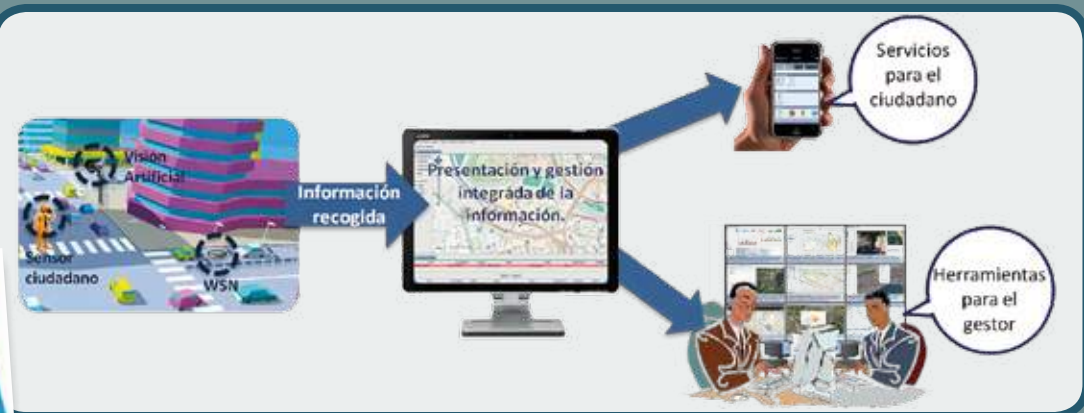 Visión
Artificial
Sensor
ciudadano
WSN
Información
recogida
Presentación y gestión
integrada de la
información.
Servicios
para el
ciudadano
Herramientas
para el
gestor